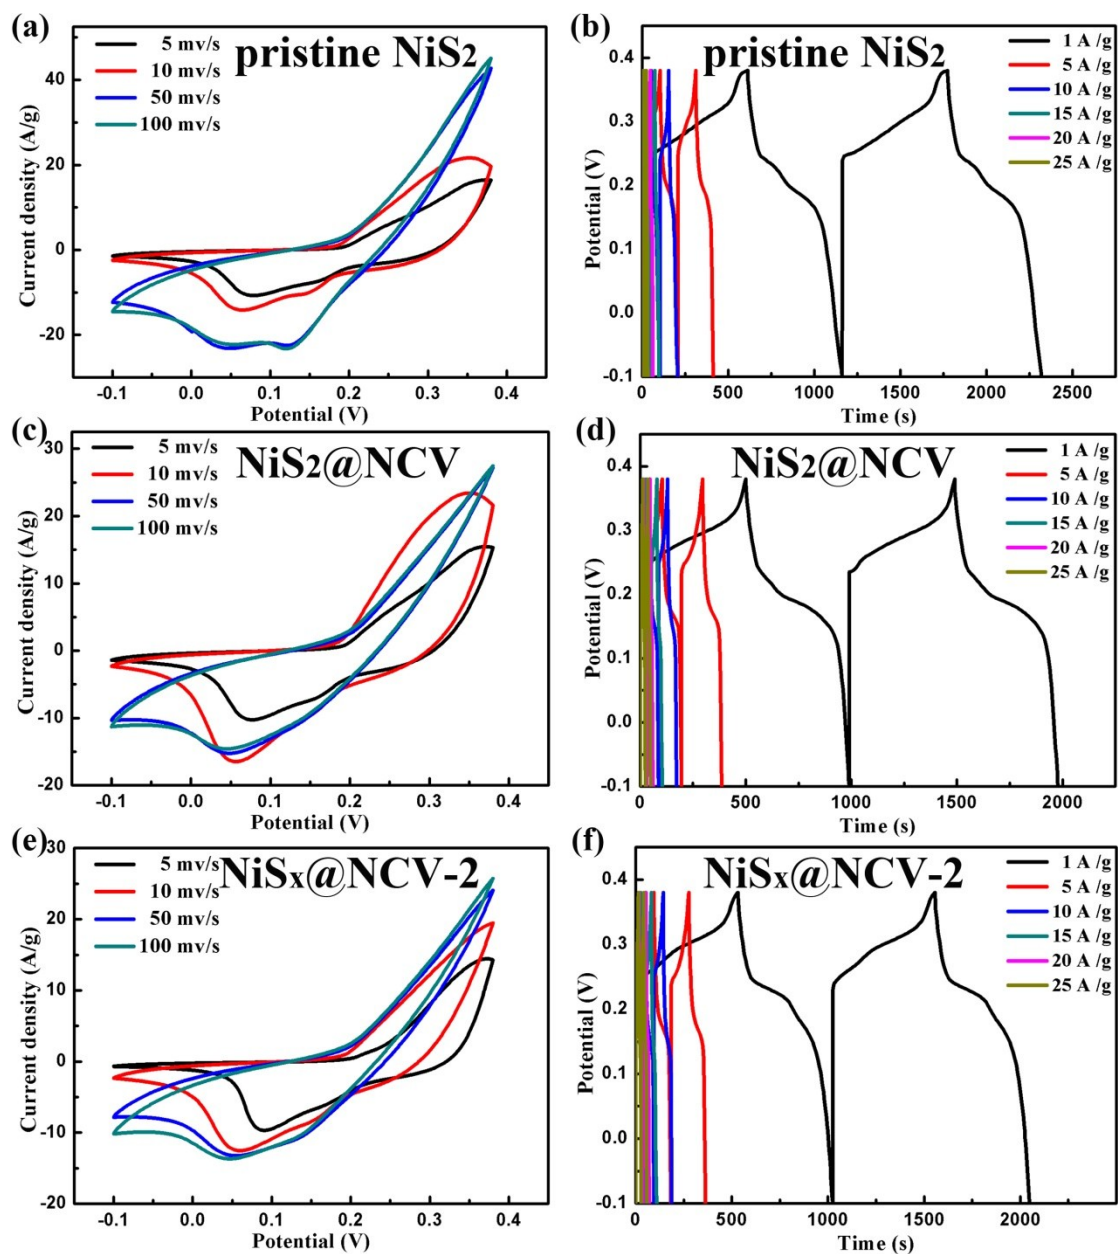 (a)
pristine NiS2
5 mv/s
10 mv/s
50 mv/s
100 mv/s
Current density (A/g)
40
20
0
-20
-0.1 0.0 0.1 0.2 0.3 0.4
Potential (V)
(b)
pristine NiS2
1 A /g
5 A /g
10 A /g
15 A /g
20 A /g
25 A /g
Potential (V)
0.4
0.3
0.2
0.1
0.0
-0.1
0 500 1000 1500 2000 2500
Time (s)
(c)
NiS2@NCV
5 mv/s
10 mv/s
50 mv/s
100 mv/s
Current density (A/g)
30
20
10
0
-10
-20
-0.1 0.0 0.1 0.2 0.3 0.4
Potential (V)
(d)
NiS2@NCV
1 A /g
5 A /g
10 A /g
15 A /g
20 A /g
25 A /g
Potential (V)
0.4
0.3
0.2
0.1
0.0
-0.1
0 500 1000 1500 2000
Time (s)
(e)
NiSx@NCV-2
5 mv/s
10 mv/s
50 mv/s
100 mv/s
Current density (A/g)
30
20
10
0
-10
-20
-0.1 0.0 0.1 0.2 0.3 0.4
Potential (V)
(f)
NiSx@NCV-2
1 A /g
5 A /g
10 A /g
15 A /g
20 A /g
25 A /g
Potential (V)
0.4
0.3
0.2
0.1
0.0
-0.1
0 500 1000 1500 2000
Time (s)